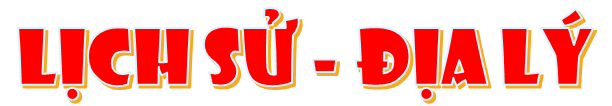 LỊCH SỬ - ĐỊA LÝ